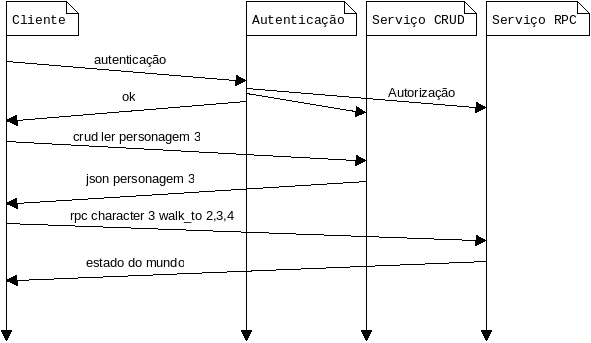 Cliente
Autenticação
Serviço CRUD
Serviço RPC
autenticação
Autorização
ok
crud ler personagem 3
json personagem 3
rpc character 3 walk_to 2,3,4
estado do mundo